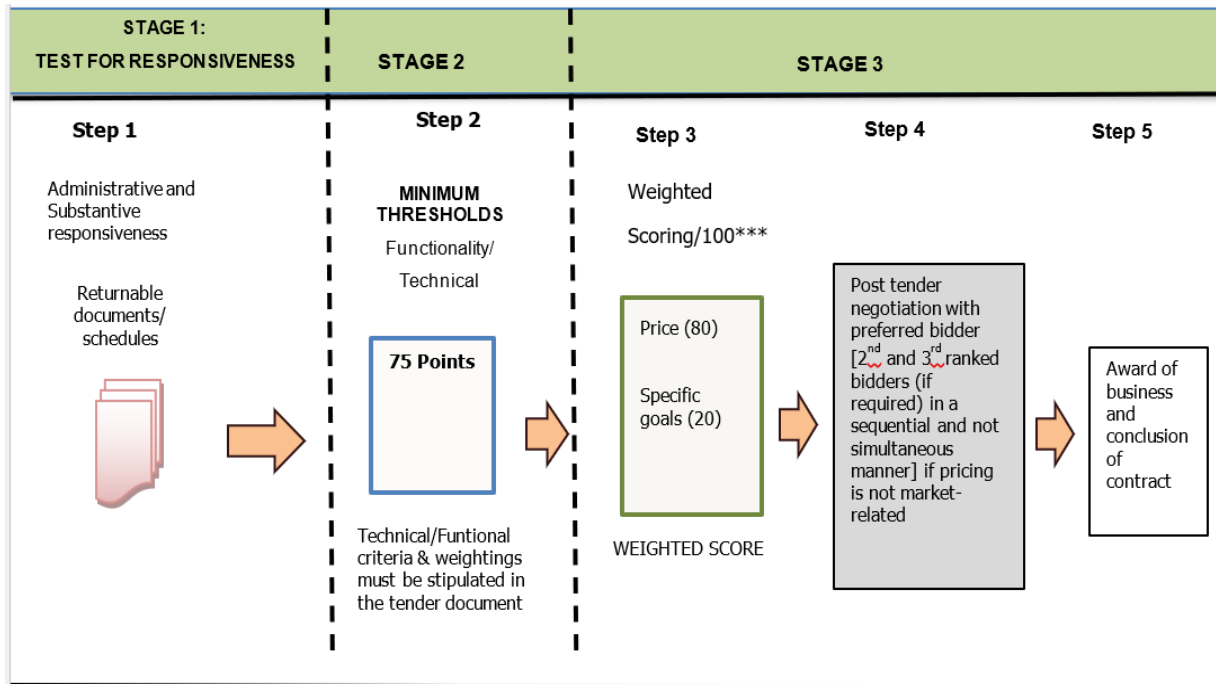 STAGE 1:
TEST FOR RESPONSIVENESS
STAGE 2
STAGE 3
Step 1
Administrative and
Substantive
responsiveness
Returnable
documents/
schedules
Step 2
MINIMUM
THRESHOLDS
Functionality/
Technical
75 Points
Technical/Funtional
criteria & weightings
must be stipulated in
the tender document
Step 3
Weighted
Scoring/100***
Price (80)
Specific
goals (20)
WEIGHTED SCORE
Step 4
Post tender
negotiation with
preferred bidder
[2nd and 3rd ranked
bidders (if
required) in a
sequential and not
simultaneous
manner] if pricing
is not market-
related
Step 5
Award of
business
and
conclusion
of
contract